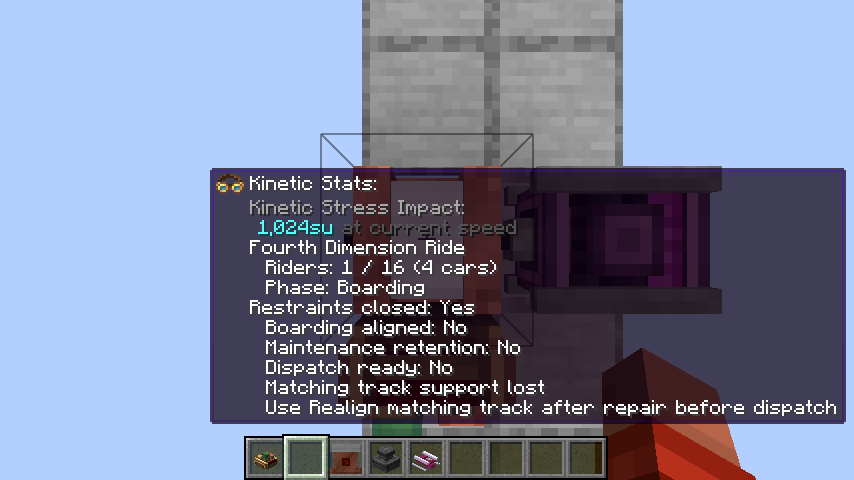 Kinetic Stats:
Kinetic Stress Impact:
1,024su at current speed
Fourth Dimension Ride
Riders: 1 / 16 (4 cars)
Phase: Boarding
Restraints closed: Yes
Boarding aligned: No
Maintenance retention: No
Dispatch ready: No
Matching track support lost
Use Realign matching track after repair before dispatch